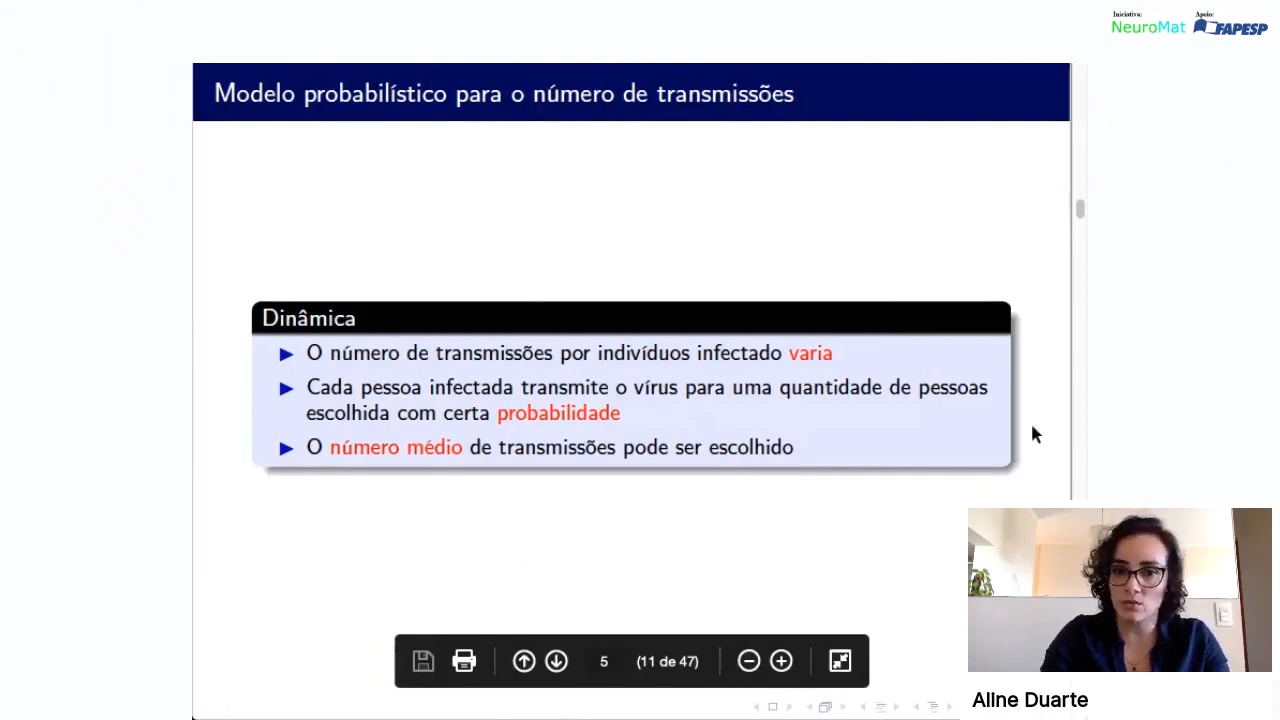 Iniciativa: Apoio:
NeuroMat FAPESP
Modelo probabilístico para o número de transmissões
Dinâmica
O número de transmissões por indivíduos infectado varia
Cada pessoa infectada transmite o vírus para uma quantidade de pessoas
escolhida com certa probabilidade
O número médio de transmissões pode ser escolhido
5 (11 de 47)
Aline Duarte